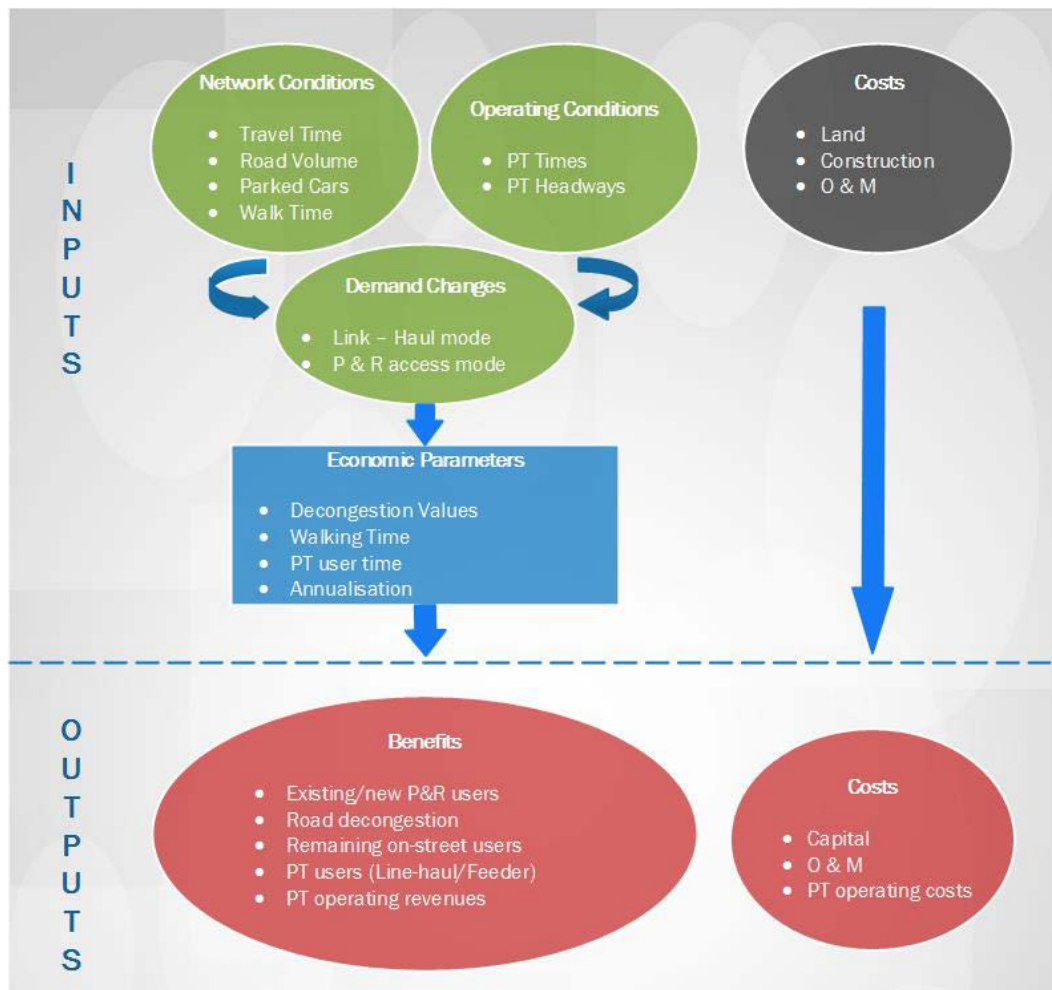 INPUTS
Network Conditions
• Travel Time
• Road Volume
• Parked Cars
• Walk Time
Operating Conditions
• PT Times
• PT Headways
Costs
• Land
• Construction
• O & M
Demand Changes
• Link – Haul mode
• P & R access mode
Economic Parameters
• Decongestion Values
• Walking Time
• PT user time
• Annualisation
OUTPUTS
Benefits
• Existing/new P&R users
• Road decongestion
• Remaining on-street users
• PT users (Line-haul/Feeder)
• PT operating revenues
Costs
• Capital
• O & M
• PT operating costs